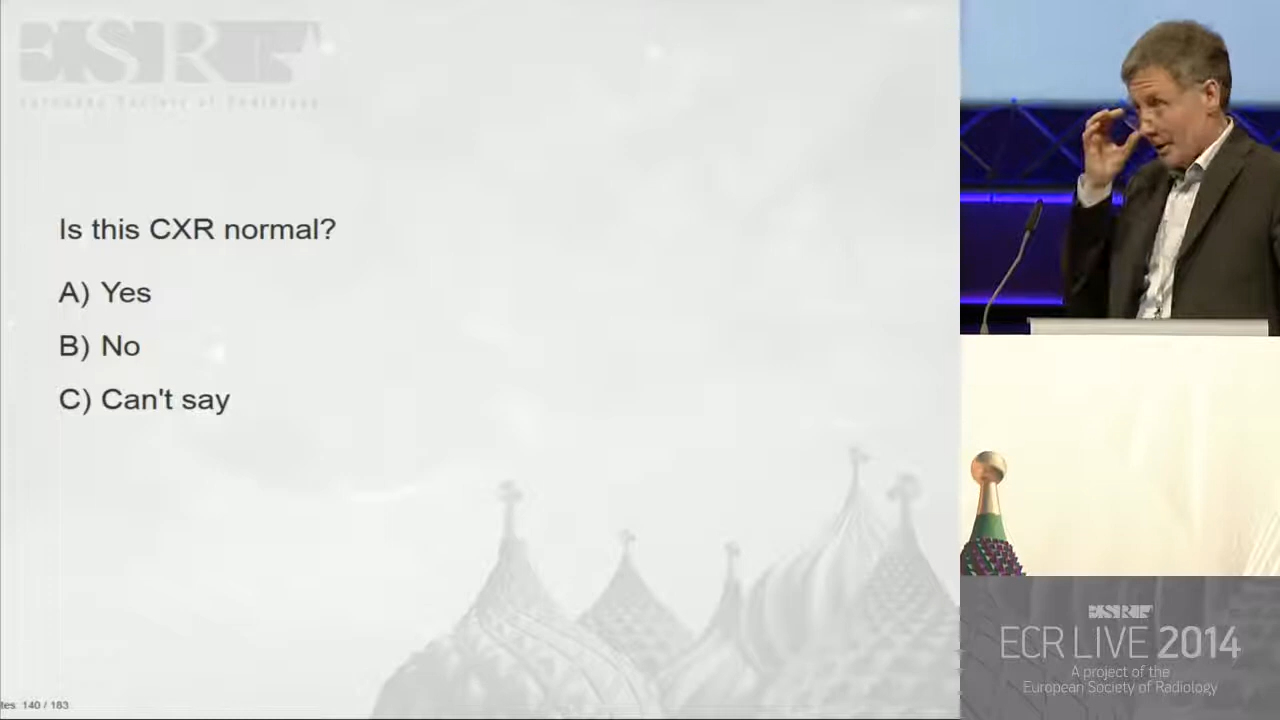 ESR
European Society of Radiology
Is this CXR normal?
A) Yes
B) No
C) Can't say
tes: 140 / 183
ESR
ECR LIVE 2014
A project of the
European Society of Radiology